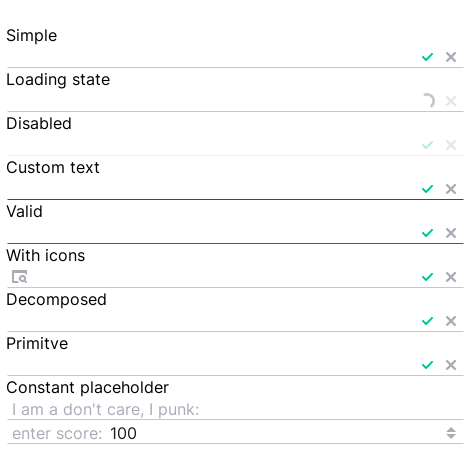 Simple
Loading state
Disabled
Custom text
Valid
With icons
Decomposed
Primitve
Constant placeholder
I am a don't care, I punk:
enter score: 100